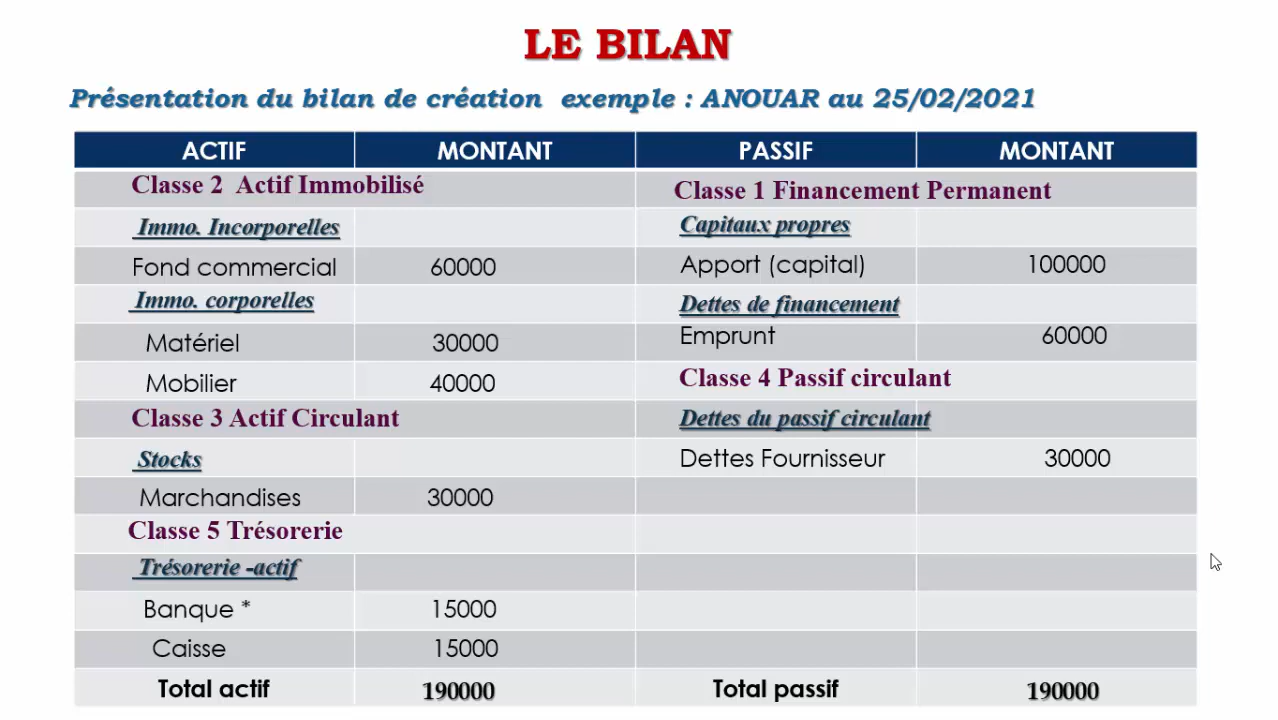 LE BILAN
Présentation du bilan de création exemple : ANOUAR au 25/02/2021
ACTIF MONTANT PASSIF MONTANT
Classe 2 Actif Immobilisé Classe 1 Financement Permanent
Immo. Incorporelles Capitaux propres
Fond commercial 60000 Apport (capital) 100000
Immo. corporelles Dettes de financement
Matériel 30000 Emprunt 60000
Mobilier 40000 Classe 4 Passif circulant
Classe 3 Actif Circulant Dettes du passif circulant
Stocks Dettes Fournisseur 30000
Marchandises 30000
Classe 5 Trésorerie
Trésorerie -actif
Banque * 15000
Caisse 15000
Total actif 190000 Total passif 190000